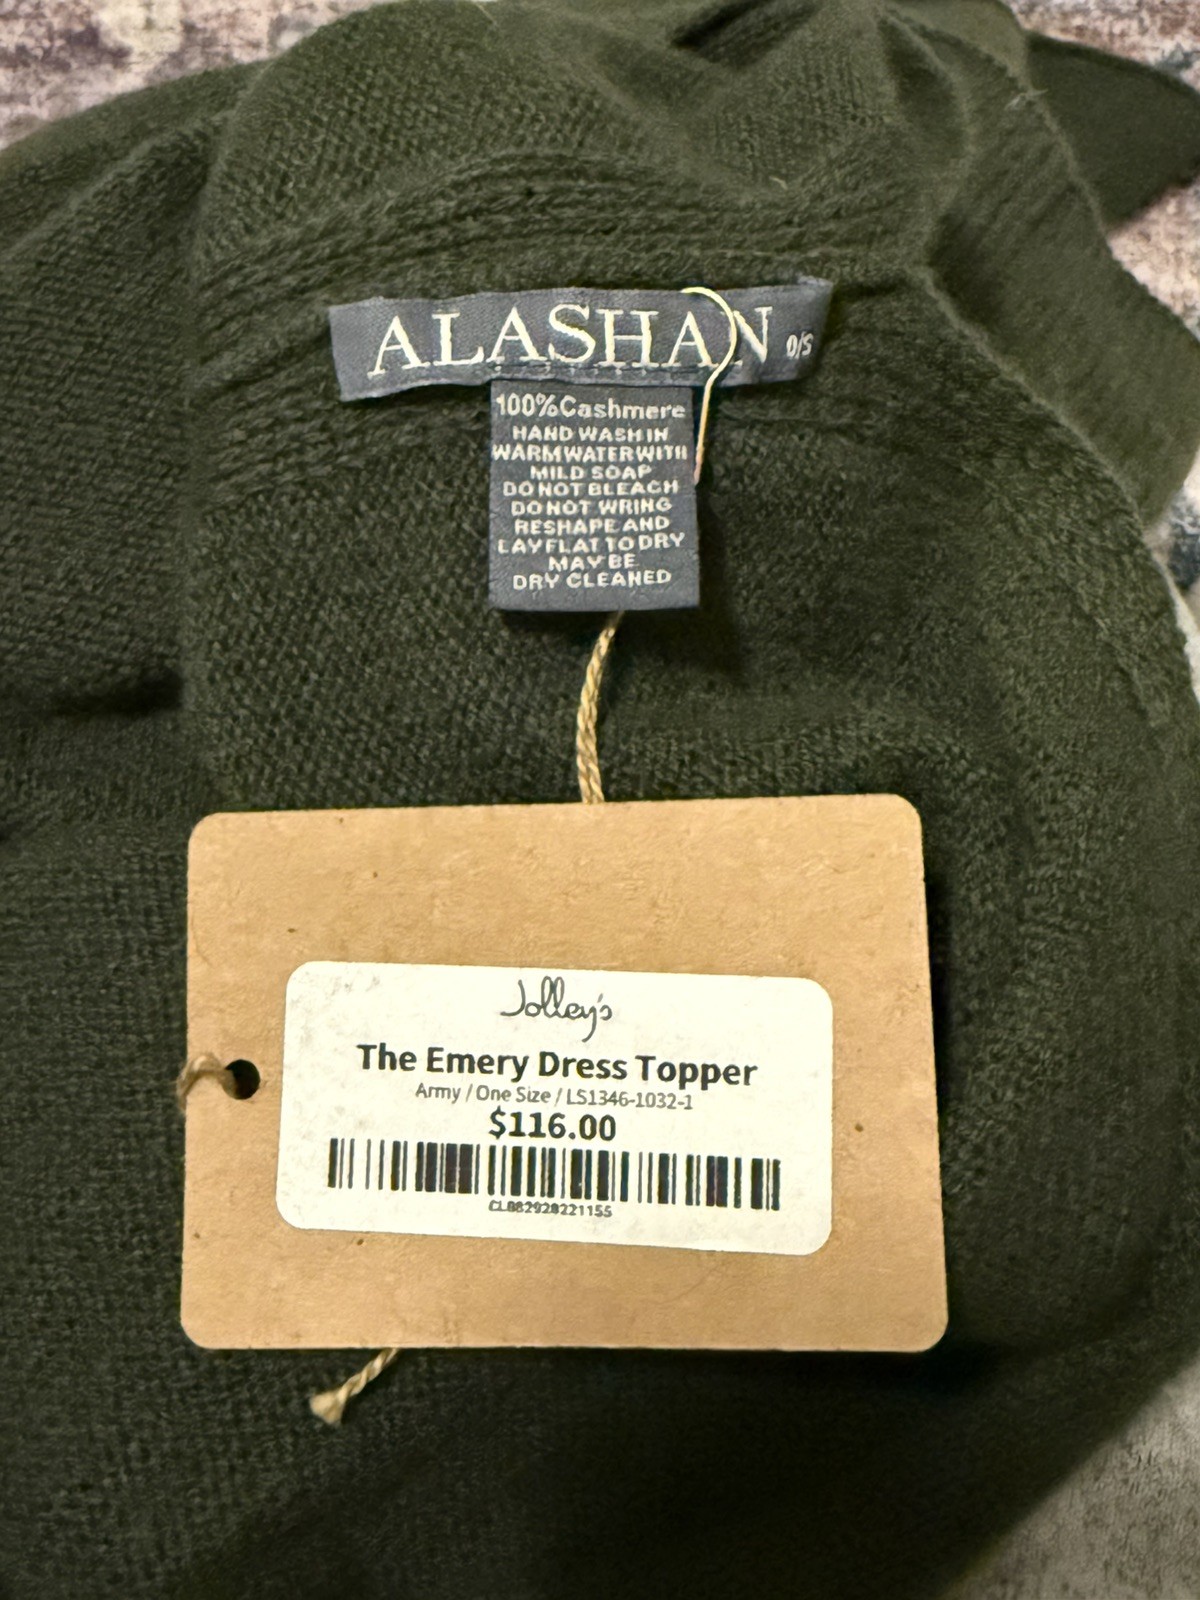 ALASHAN O/S
100%Cashmere
HAND WASH IN
WARM WATER WITH
MILD SOAP
DO NOT BLEACH
DO NOT WRING
RESHAPE AND
LAY FLAT TO DRY
MAY BE
DRY CLEANED
Jolley's
The Emery Dress Topper
Army / One Size / LS1346-1032-1
$116.00
CL882928221155